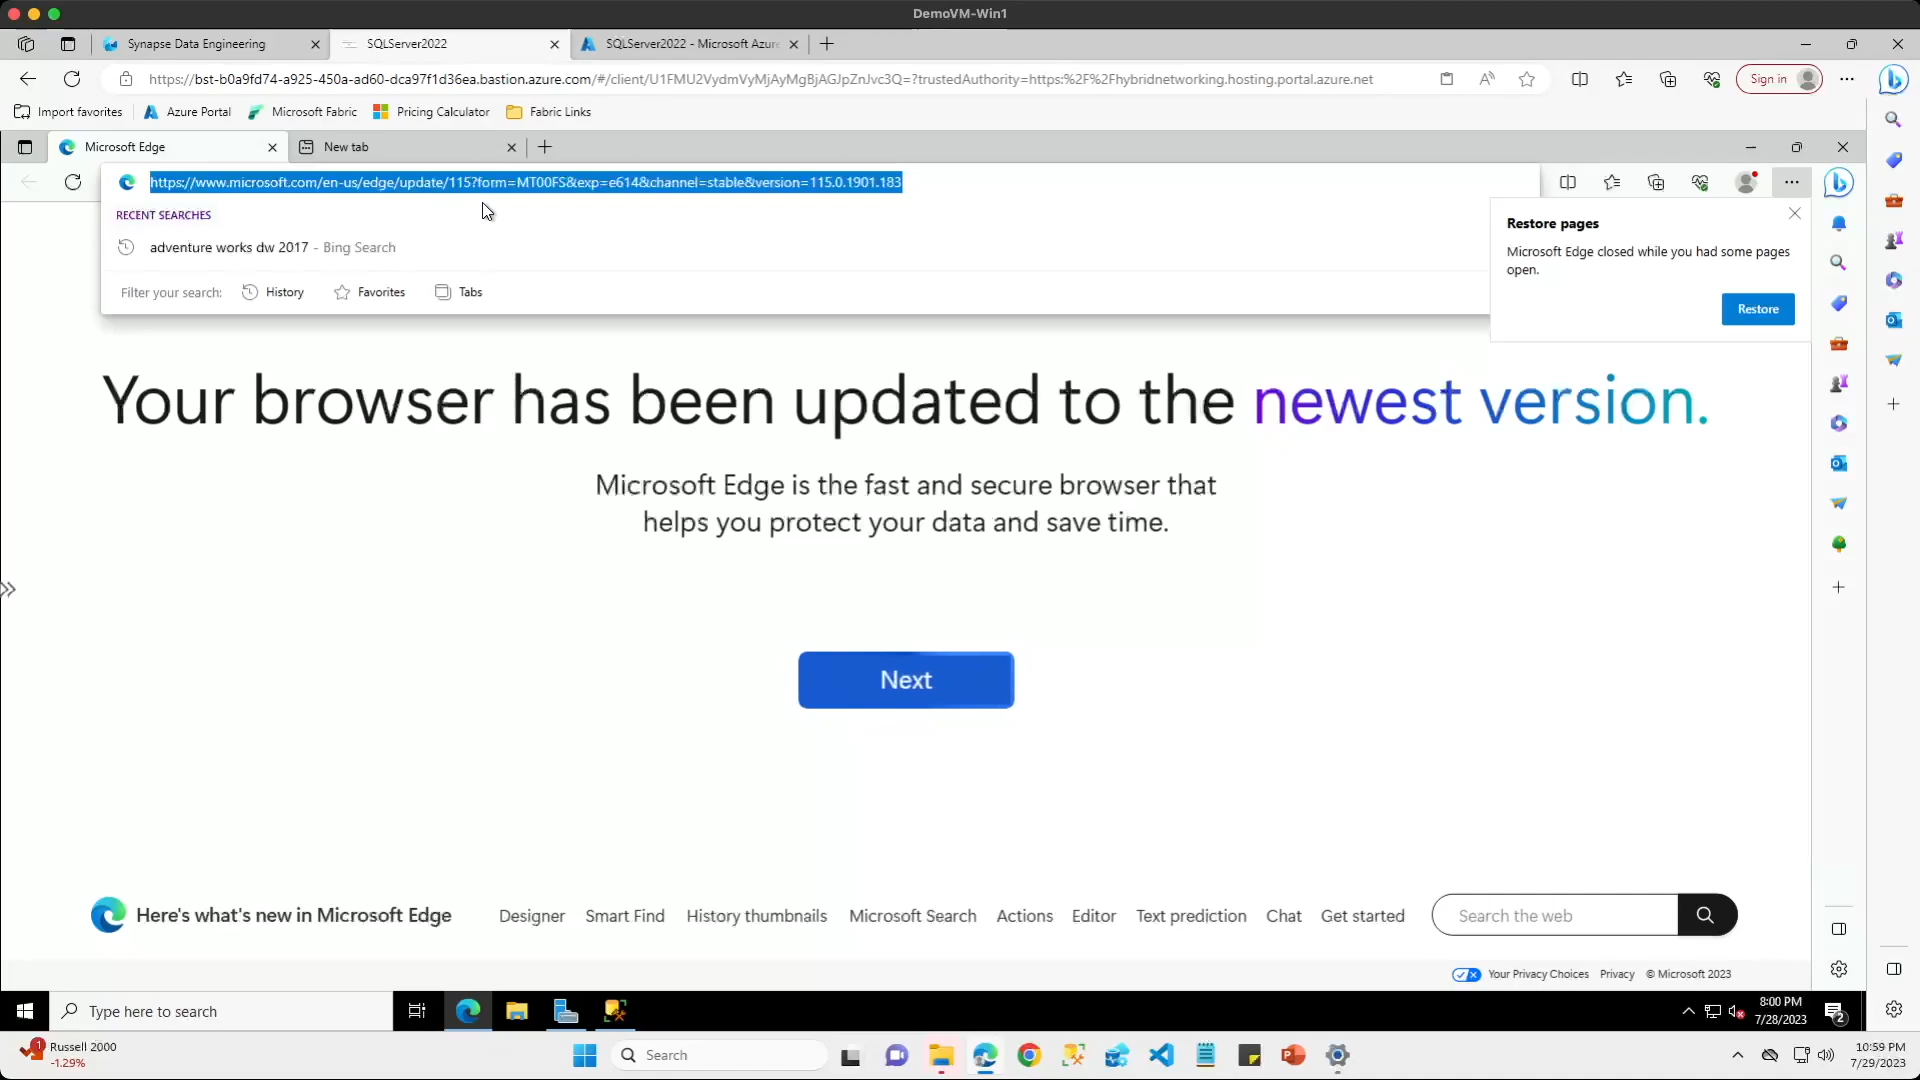 DemoVM-Win1
Synapse Data Engineering
SQLServer2022
SQLServer2022 - Microsoft Azure
https://bst-b0a9fd74-a925-450a-ad60-dca97f1d36ea.bastion.azure.com/#/client/U1FMU2VydmVyMjAyMgBjAGJpZnJvc3Q=?trustedAuthority=https:%2F%2Fhybridnetworking.hosting.portal.azure.net
Sign in
Import favorites
Azure Portal
Microsoft Fabric
Pricing Calculator
Fabric Links
Microsoft Edge
New tab
https://www.microsoft.com/en-us/edge/update/115?form=MT00FS&exp=e614&channel=stable&version=115.0.1901.183
RECENT SEARCHES
adventure works dw 2017 - Bing Search
Filter your search:
History
Favorites
Tabs
Restore pages
Microsoft Edge closed while you had some pages
open.
Restore
Your browser has been updated to the newest version.
Microsoft Edge is the fast and secure browser that
helps you protect your data and save time.
Next
Here's what's new in Microsoft Edge
Designer
Smart Find
History thumbnails
Microsoft Search
Actions
Editor
Text prediction
Chat
Get started
Search the web
Your Privacy Choices
Privacy
© Microsoft 2023
Type here to search
8:00 PM
7/28/2023
2
1
Russell 2000
-1.29%
Search
10:59 PM
7/29/2023